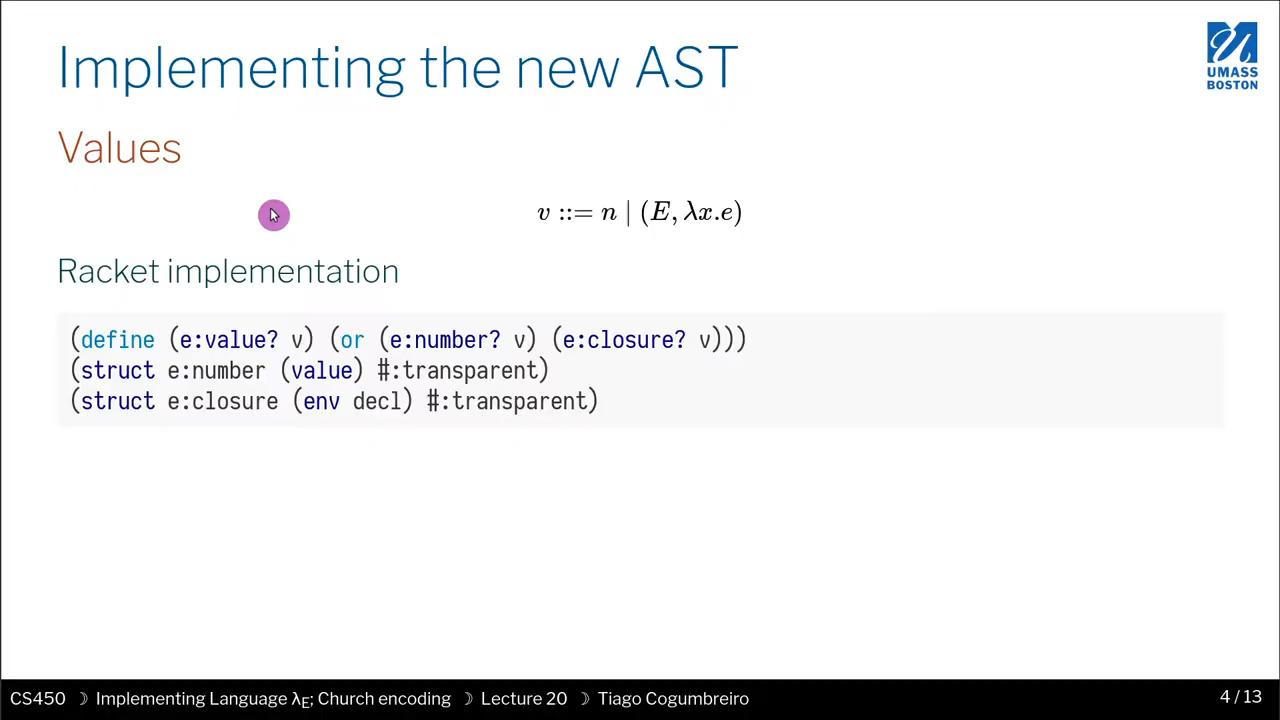 Implementing the new AST
UMASS
BOSTON
Values
v ::= n | (E, λx.e)
Racket implementation
(define (e:value? v) (or (e:number? v) (e:closure? v)))
(struct e:number (value) #:transparent)
(struct e:closure (env decl) #:transparent)
CS450 ☽ Implementing Language λE; Church encoding ☽ Lecture 20 ☽ Tiago Cogumbreiro 4 / 13